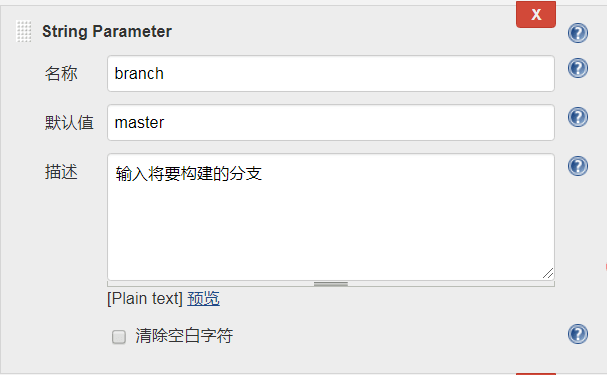 String Parameter
X
名称
branch
默认值
master
描述
输入将要构建的分支
[Plain text] 预览
清除空白字符